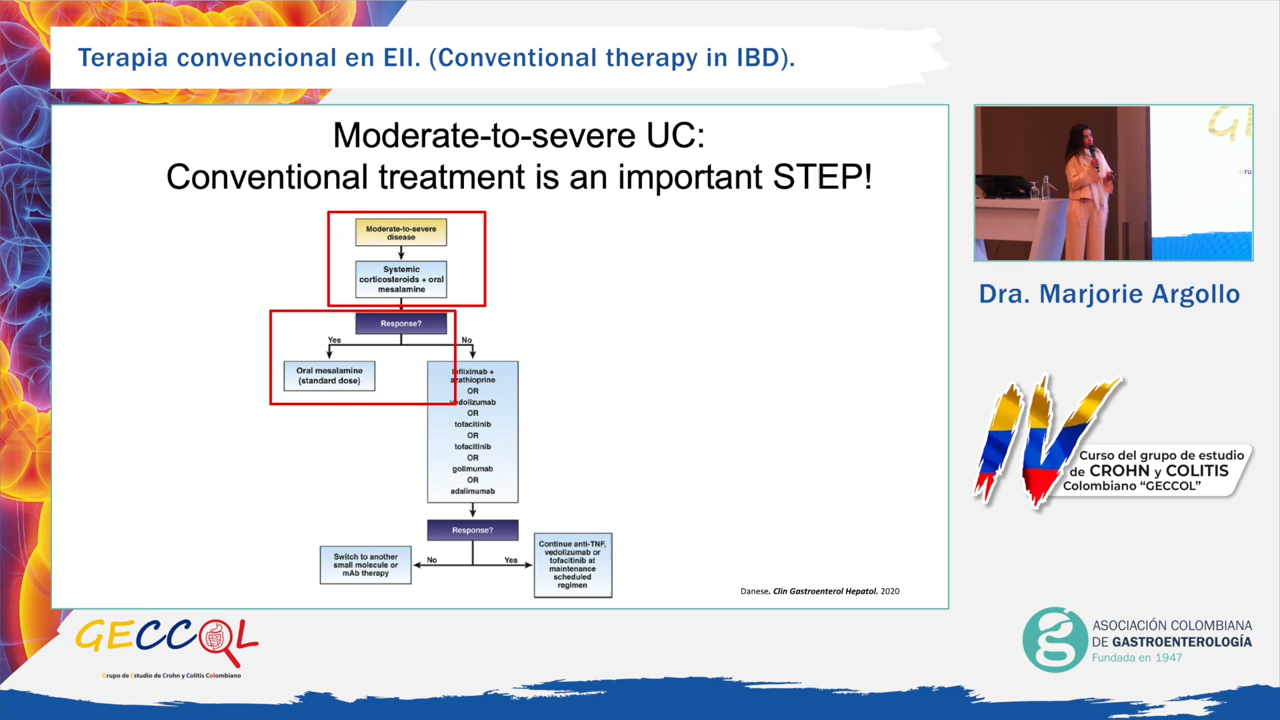 Terapia convencional en EII. (Conventional therapy in IBD).
Moderate-to-severe UC:
Conventional treatment is an important STEP!
Moderate-to-severe
disease
Systemic
corticosteroids + oral
mesalamine
Response?
Yes
No
Oral mesalamine
(standard dose)
Infliximab +
azathioprine
OR
vedolizumab
OR
tofacitinib
OR
tofacitinib
OR
golimumab
OR
adalimumab
Response?
No
Yes
Switch to another
small molecule or
mAb therapy
Continue anti-TNF,
vedolizumab or
tofacitinib at
maintenance
scheduled
regimen
Danese. Clin Gastroenterol Hepatol. 2020
Dra. Marjorie Argollo
IV
Curso del grupo de estudio
de CROHN y COLITIS
Colombiano “GECCOL”
GECCOL
Grupo de Estudio de Crohn y Colitis Colombiano
ASOCIACIÓN COLOMBIANA
DE GASTROENTEROLOGÍA
Fundada en 1947